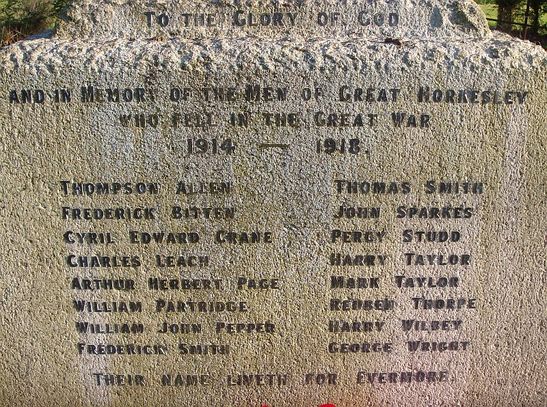 To the Glory of God
and in Memory of the Men of Great Horkesley
who fell in the Great War
1914 — 1918.
Thompson Allen
Frederick Bitten
Cyril Edward Crane
Charles Leach
Arthur Herbert Page
William Partridge
William John Pepper
Frederick Smith
Thomas Smith
John Sparkes
Percy Studd
Harry Taylor
Mark Taylor
Reuben Thorpe
Harry Wilbey
George Wright
Their name liveth for evermore.